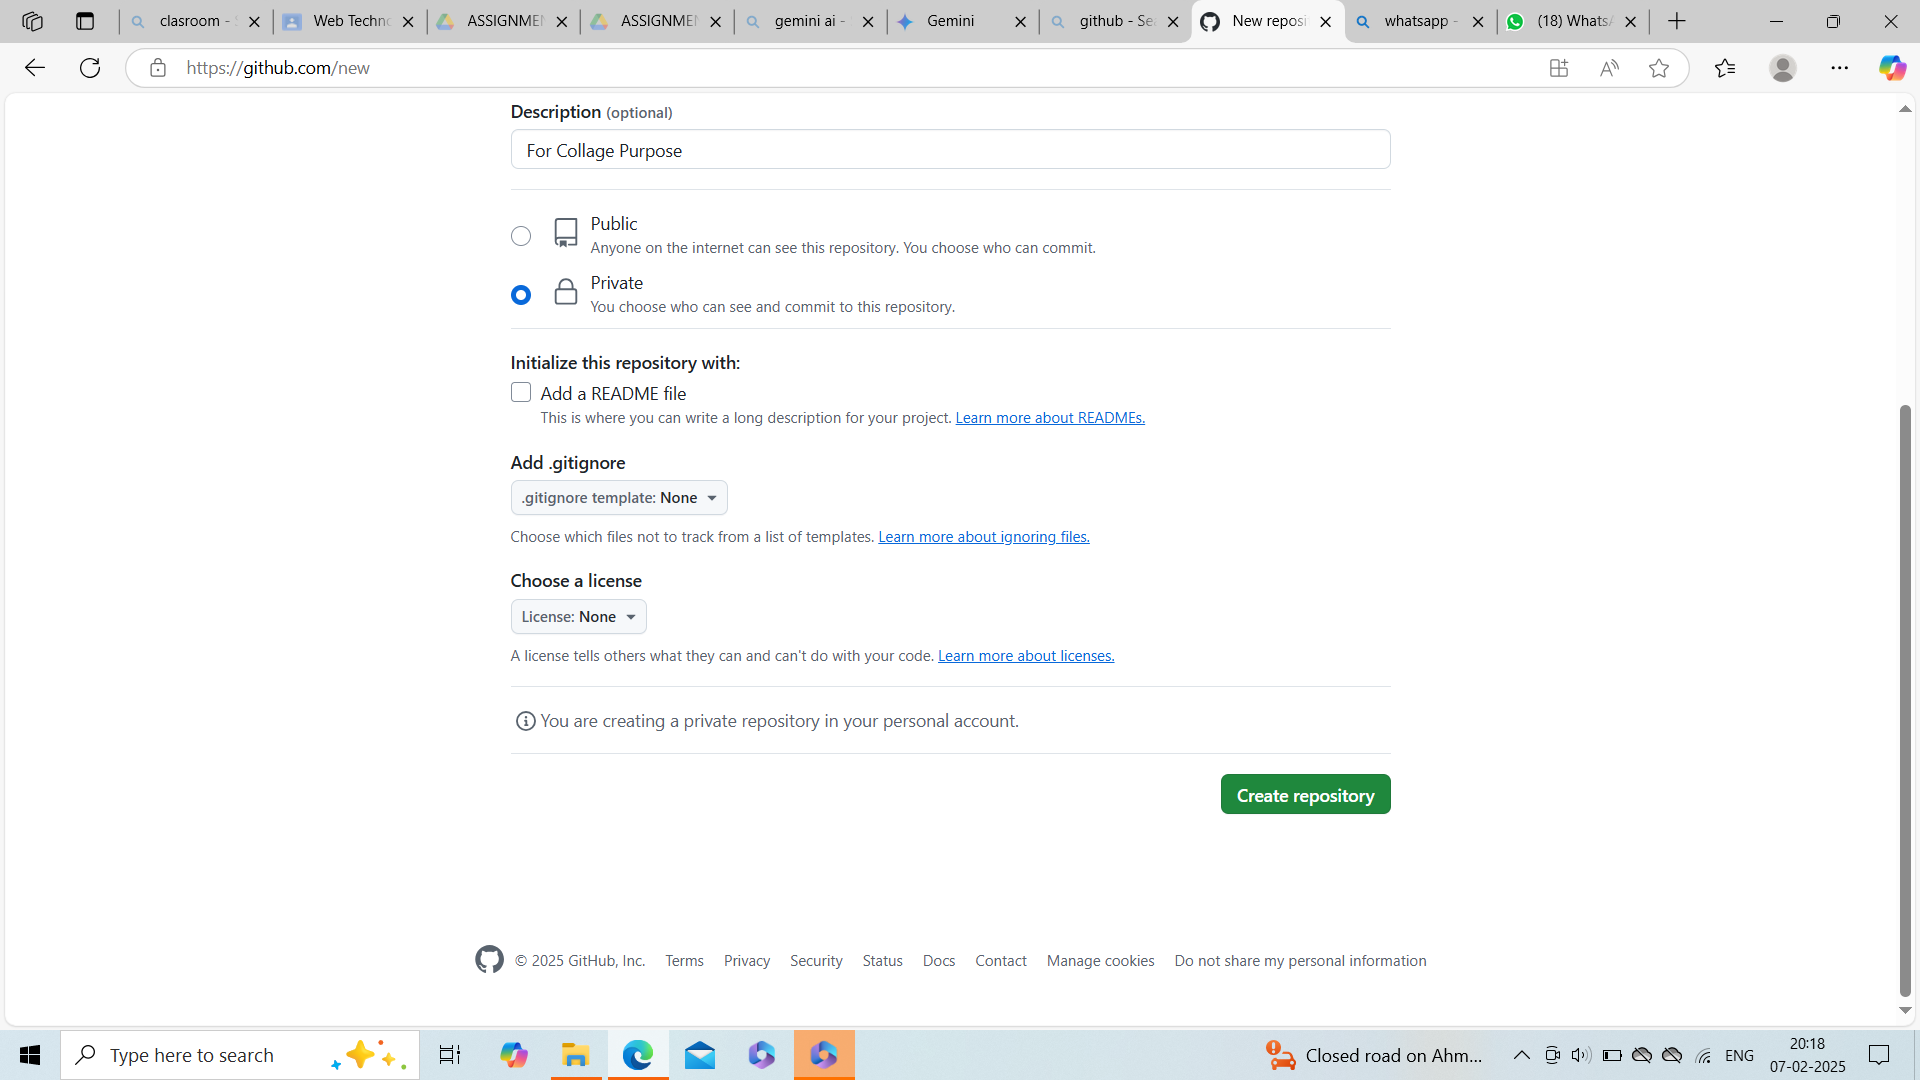 clasroom - S
Web Techno
ASSIGNMEN
ASSIGNMEN
gemini ai -
Gemini
github - Sea
New reposi
whatsapp -
(18) WhatsA
https://github.com/new
Description (optional)
For Collage Purpose
Public
Anyone on the internet can see this repository. You choose who can commit.
Private
You choose who can see and commit to this repository.
Initialize this repository with:
Add a README file
This is where you can write a long description for your project. Learn more about READMEs.
Add .gitignore
.gitignore template: None
Choose which files not to track from a list of templates. Learn more about ignoring files.
Choose a license
License: None
A license tells others what they can and can't do with your code. Learn more about licenses.
You are creating a private repository in your personal account.
Create repository
© 2025 GitHub, Inc. Terms Privacy Security Status Docs Contact Manage cookies Do not share my personal information
Type here to search
Closed road on Ahm...
ENG
20:18
07-02-2025